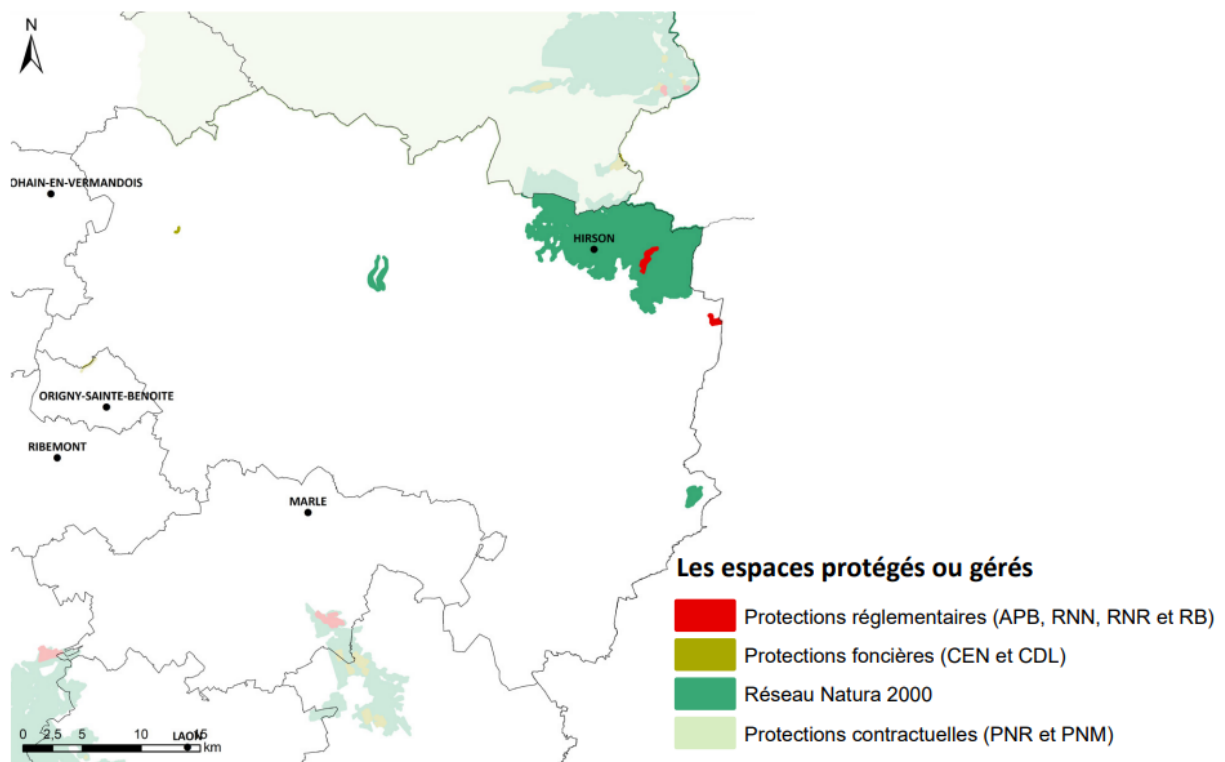 N
OHAIN-EN-VERMANDOIS
HIRSON
ORIGNY-SAINTE-BENOITE
RIBEMONT
MARLE
Les espaces protégés ou gérés
Protections réglementaires (APB, RNN, RNR et RB)
Protections foncières (CEN et CDL)
Réseau Natura 2000
Protections contractuelles (PNR et PNM)
LAON
0 2,5 5 10 15
km